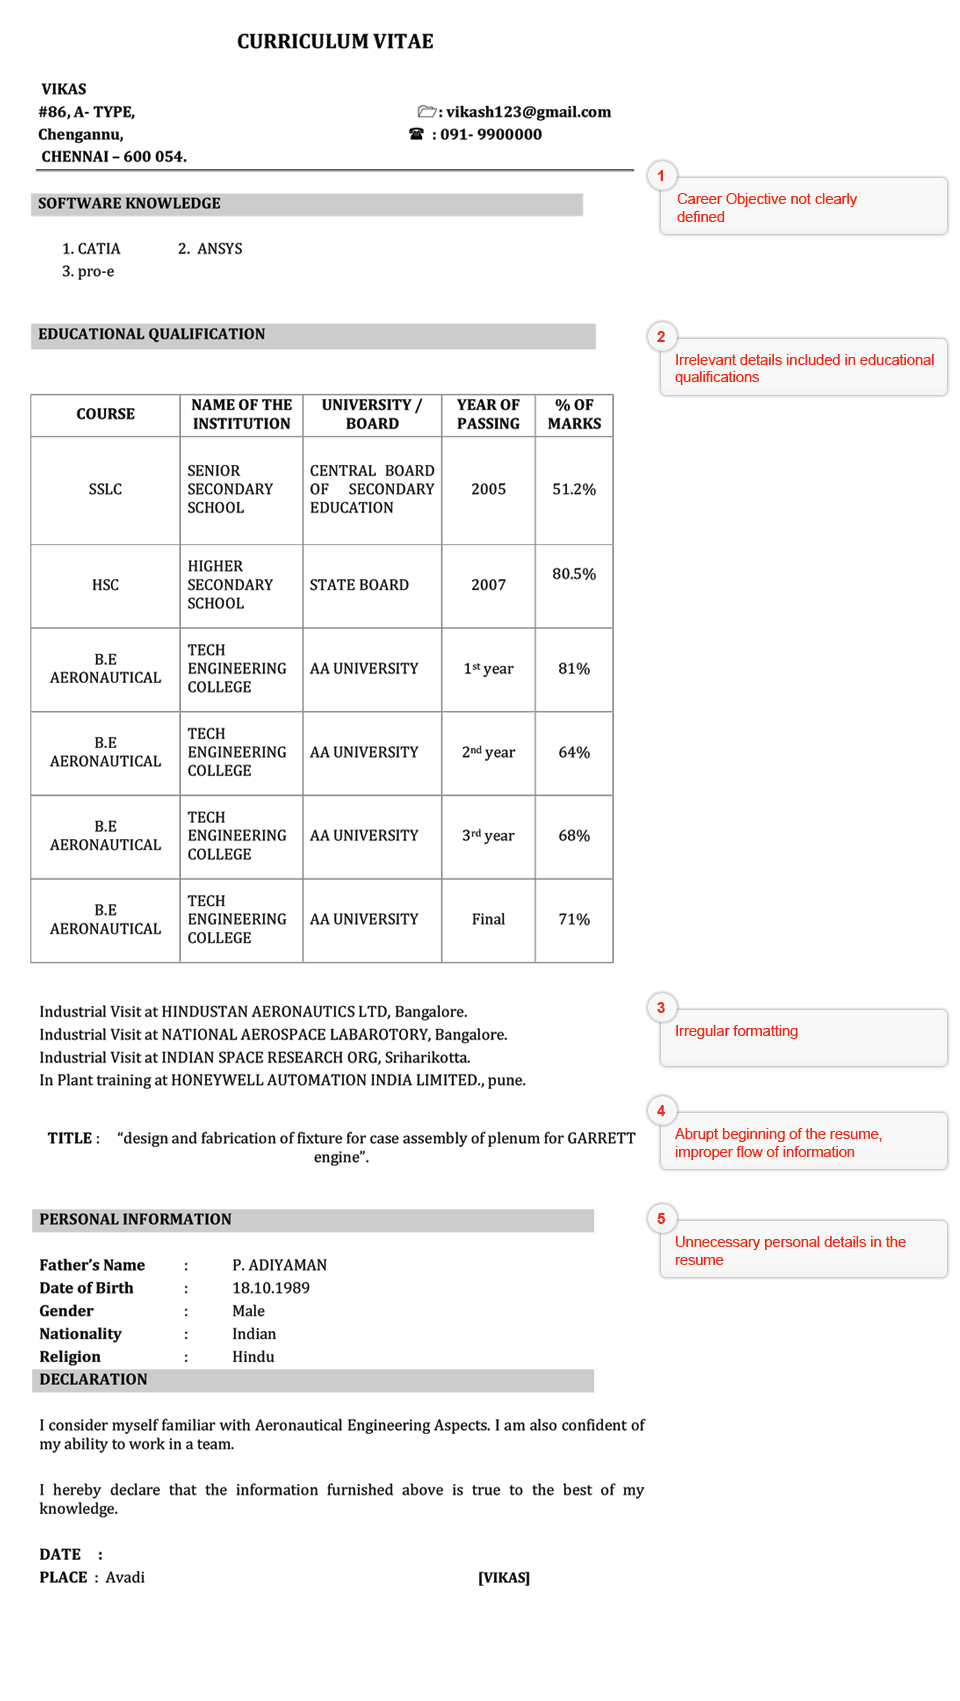 CURRICULUM VITAE
VIKAS
#86, A- TYPE,
: vikash123@gmail.com
Chengannu,
: 091- 9900000
CHENNAI – 600 054.
1
Career Objective not clearly
defined
SOFTWARE KNOWLEDGE
1. CATIA 2. ANSYS
3. pro-e
EDUCATIONAL QUALIFICATION
2
Irrelevant details included in educational
qualifications
COURSE
NAME OF THE
INSTITUTION
UNIVERSITY /
BOARD
YEAR OF
PASSING
% OF
MARKS
SSLC
SENIOR
SECONDARY
SCHOOL
CENTRAL BOARD
OF SECONDARY
EDUCATION
2005
51.2%
HSC
HIGHER
SECONDARY
SCHOOL
STATE BOARD
2007
80.5%
B.E
AERONAUTICAL
TECH
ENGINEERING
COLLEGE
AA UNIVERSITY
1st year
81%
B.E
AERONAUTICAL
TECH
ENGINEERING
COLLEGE
AA UNIVERSITY
2nd year
64%
B.E
AERONAUTICAL
TECH
ENGINEERING
COLLEGE
AA UNIVERSITY
3rd year
68%
B.E
AERONAUTICAL
TECH
ENGINEERING
COLLEGE
AA UNIVERSITY
Final
71%
Industrial Visit at HINDUSTAN AERONAUTICS LTD, Bangalore.
Industrial Visit at NATIONAL AEROSPACE LABAROTORY, Bangalore.
Industrial Visit at INDIAN SPACE RESEARCH ORG, Sriharikotta.
In Plant training at HONEYWELL AUTOMATION INDIA LIMITED., pune.
3
Irregular formatting
4
Abrupt beginning of the resume,
improper flow of information
TITLE : “design and fabrication of fixture for case assembly of plenum for GARRETT
engine”.
PERSONAL INFORMATION
5
Unnecessary personal details in the
resume
Father’s Name : P. ADIYAMAN
Date of Birth : 18.10.1989
Gender : Male
Nationality : Indian
Religion : Hindu
DECLARATION
I consider myself familiar with Aeronautical Engineering Aspects. I am also confident of
my ability to work in a team.
I hereby declare that the information furnished above is true to the best of my
knowledge.
DATE :
PLACE : Avadi [VIKAS]